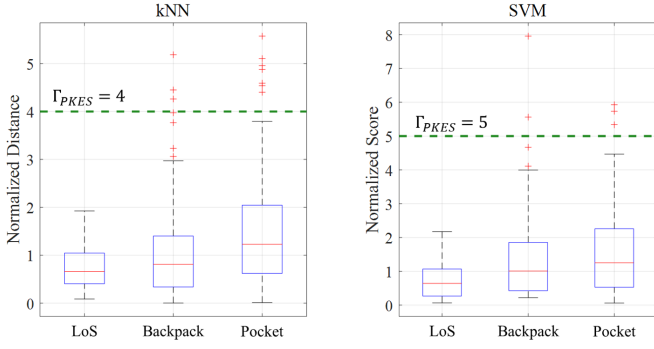 kNN
Normalized Distance
5
4
3
2
1
0
Γ_PKES = 4
LoS
Backpack
Pocket
SVM
Normalized Score
8
7
6
5
4
3
2
1
0
Γ_PKES = 5
LoS
Backpack
Pocket